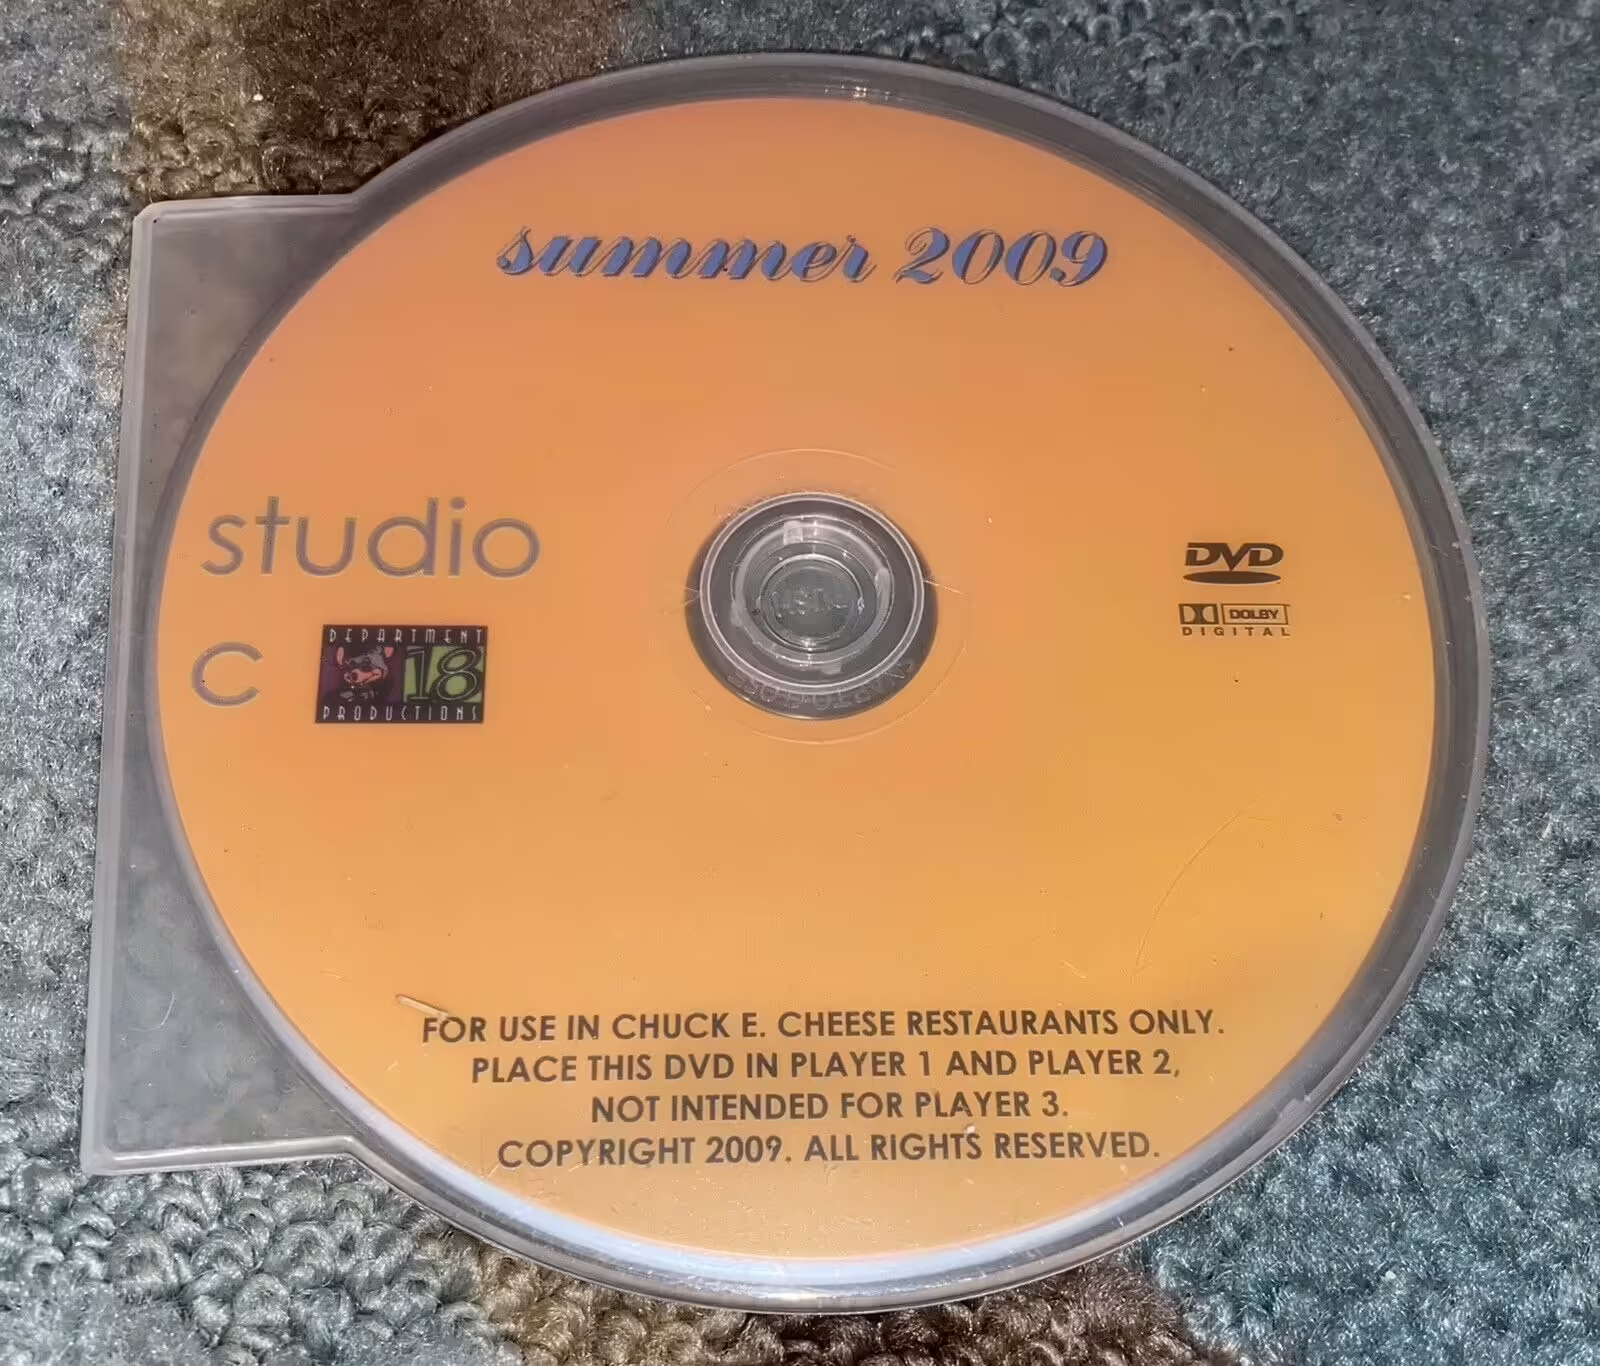 summer 2009
studio
C
DEPARTMENT
18
PRODUCTIONS
DVD
DOLBY
DIGITAL
FOR USE IN CHUCK E. CHEESE RESTAURANTS ONLY.
PLACE THIS DVD IN PLAYER 1 AND PLAYER 2,
NOT INTENDED FOR PLAYER 3.
COPYRIGHT 2009. ALL RIGHTS RESERVED.